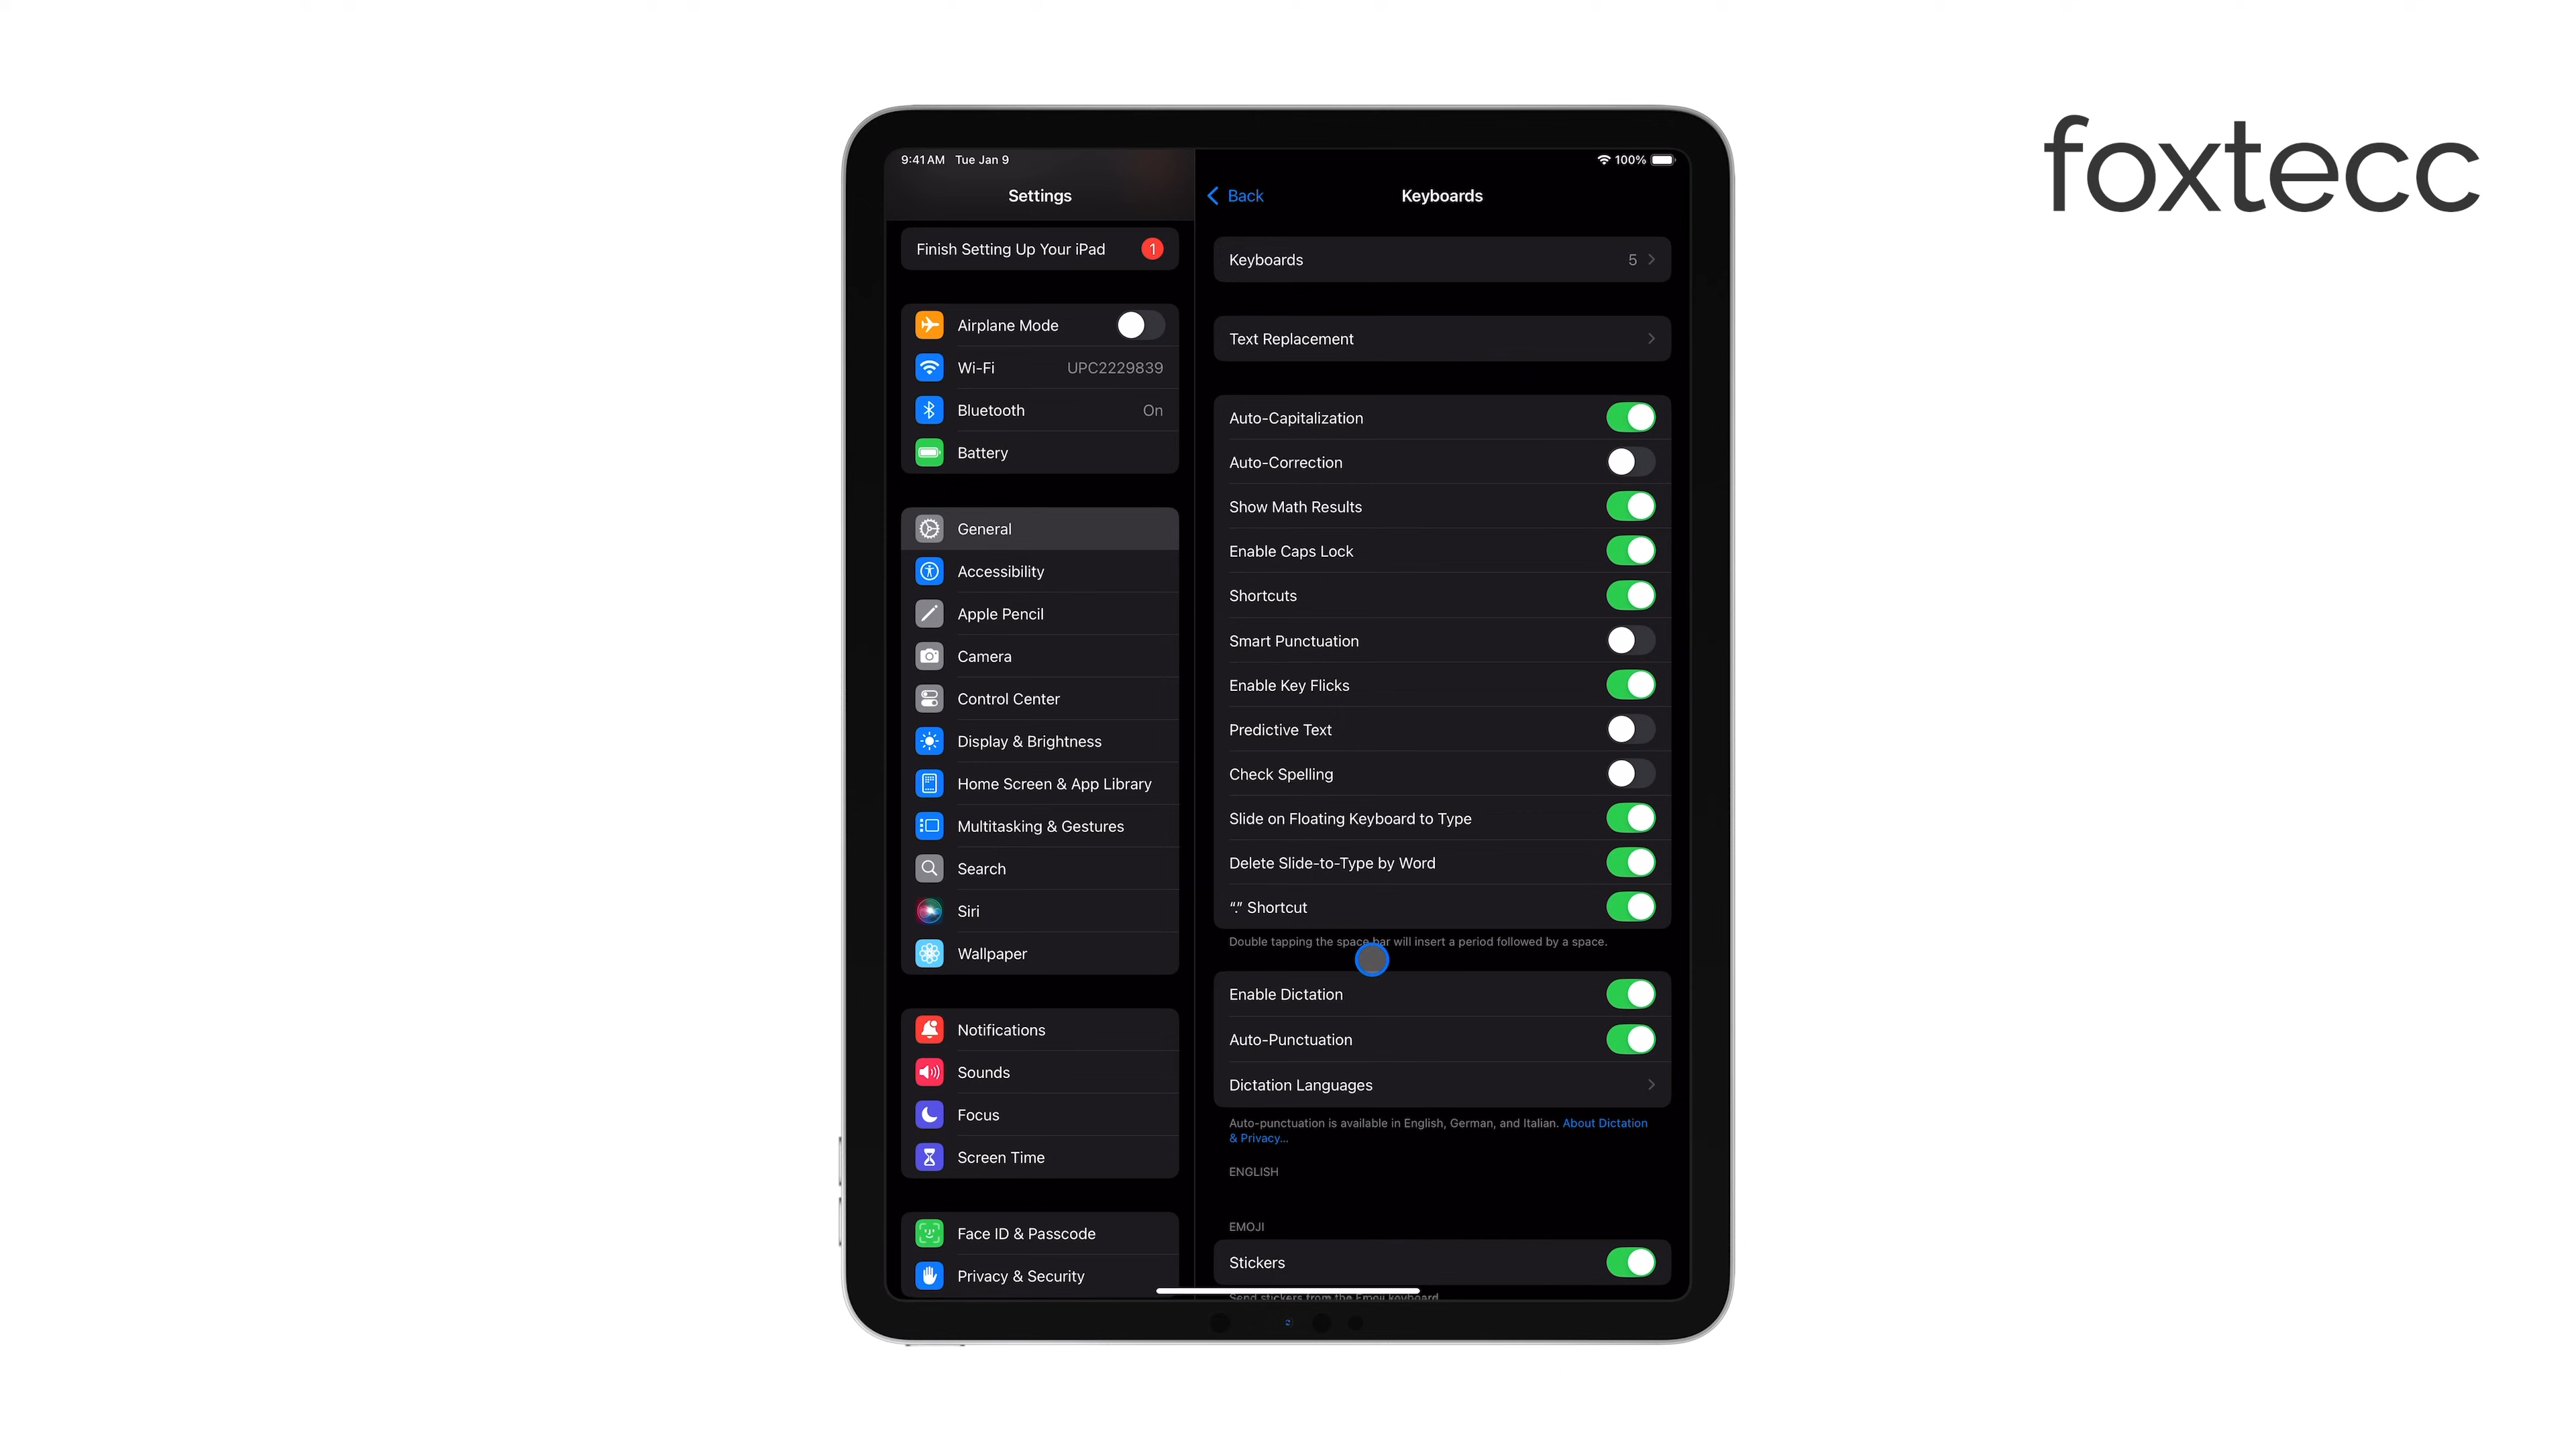 foxtecc
9:41 AM Tue Jan 9
100%
Settings
Finish Setting Up Your iPad 1
Airplane Mode
Wi-Fi UPC2229839
Bluetooth On
Battery
General
Accessibility
Apple Pencil
Camera
Control Center
Display & Brightness
Home Screen & App Library
Multitasking & Gestures
Search
Siri
Wallpaper
Notifications
Sounds
Focus
Screen Time
Face ID & Passcode
Privacy & Security
Back Keyboards
Keyboards 5
Text Replacement
Auto-Capitalization
Auto-Correction
Show Math Results
Enable Caps Lock
Shortcuts
Smart Punctuation
Enable Key Flicks
Predictive Text
Check Spelling
Slide on Floating Keyboard to Type
Delete Slide-to-Type by Word
“.” Shortcut
Double tapping the space bar will insert a period followed by a space.
Enable Dictation
Auto-Punctuation
Dictation Languages
Auto-punctuation is available in English, German, and Italian. About Dictation
& Privacy...
ENGLISH
EMOJI
Stickers
Send stickers from the Emoji keyboard